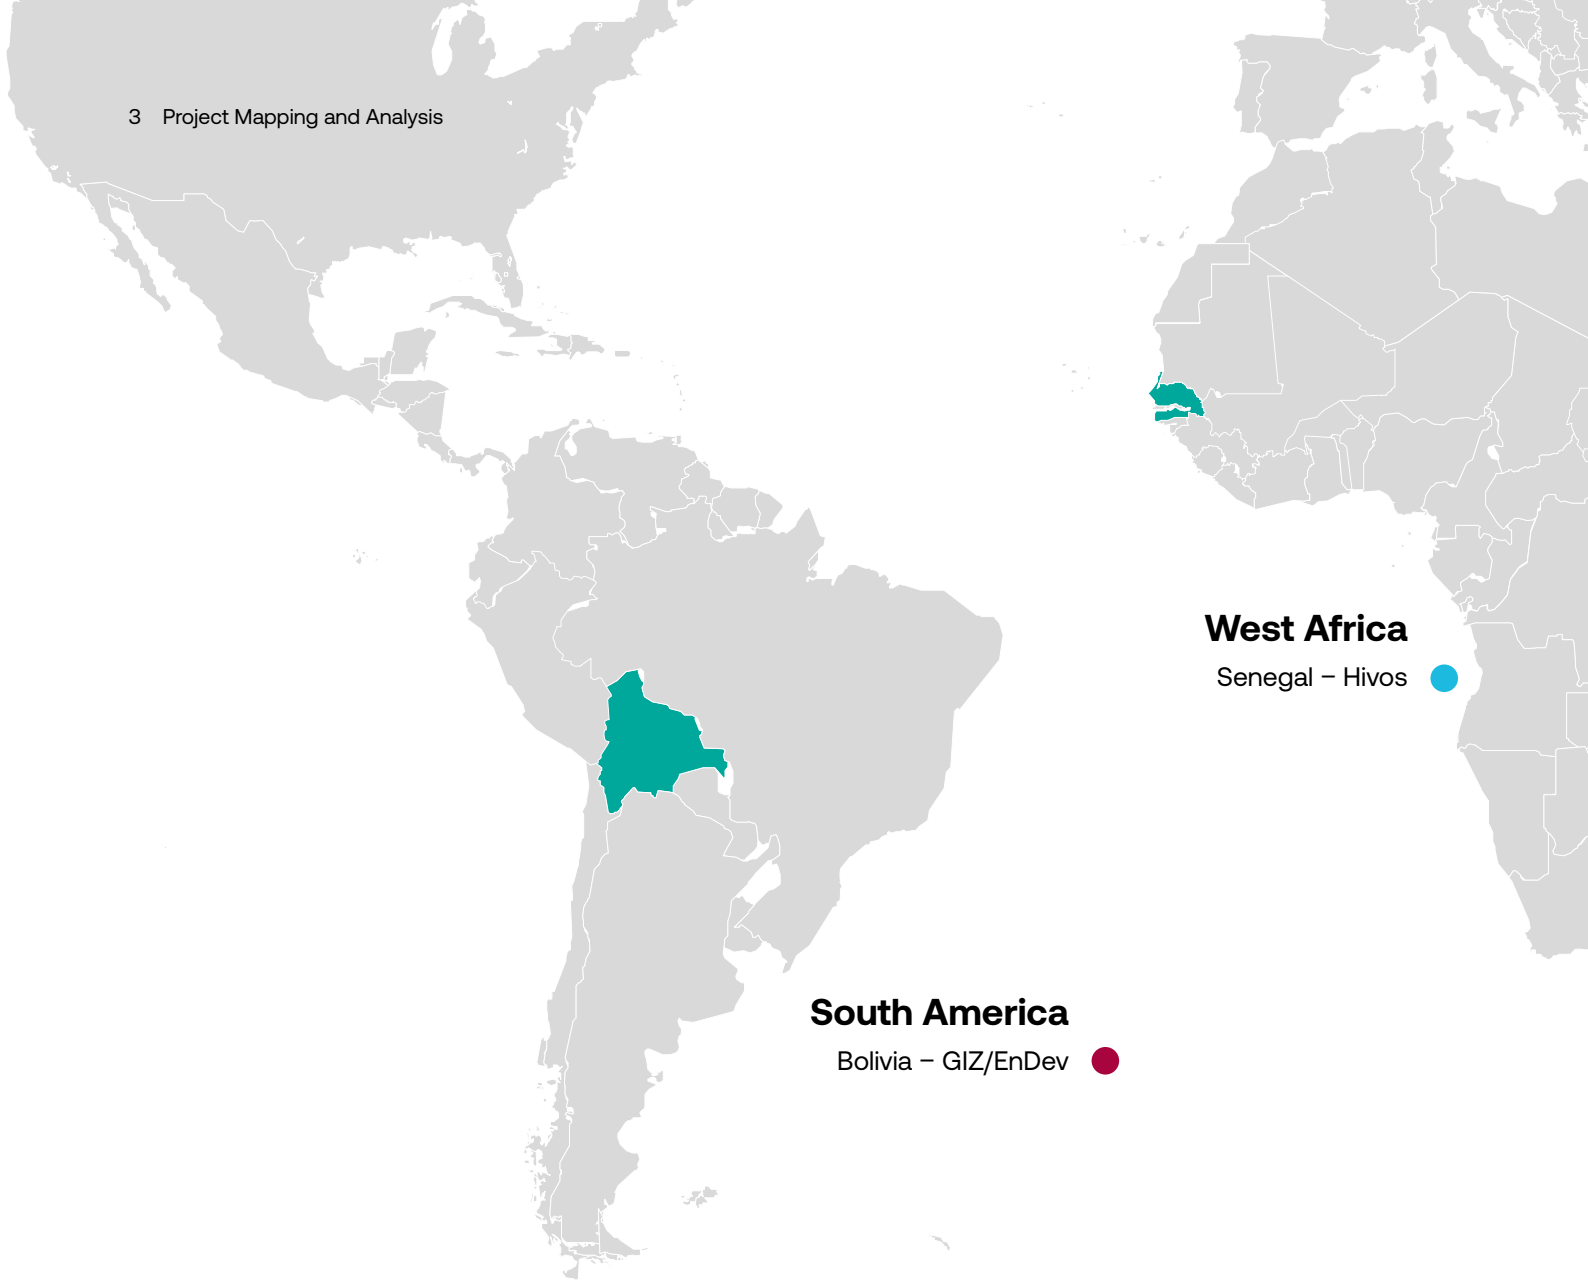 3 Project Mapping and Analysis
West Africa
Senegal – Hivos
South America
Bolivia – GIZ/EnDev